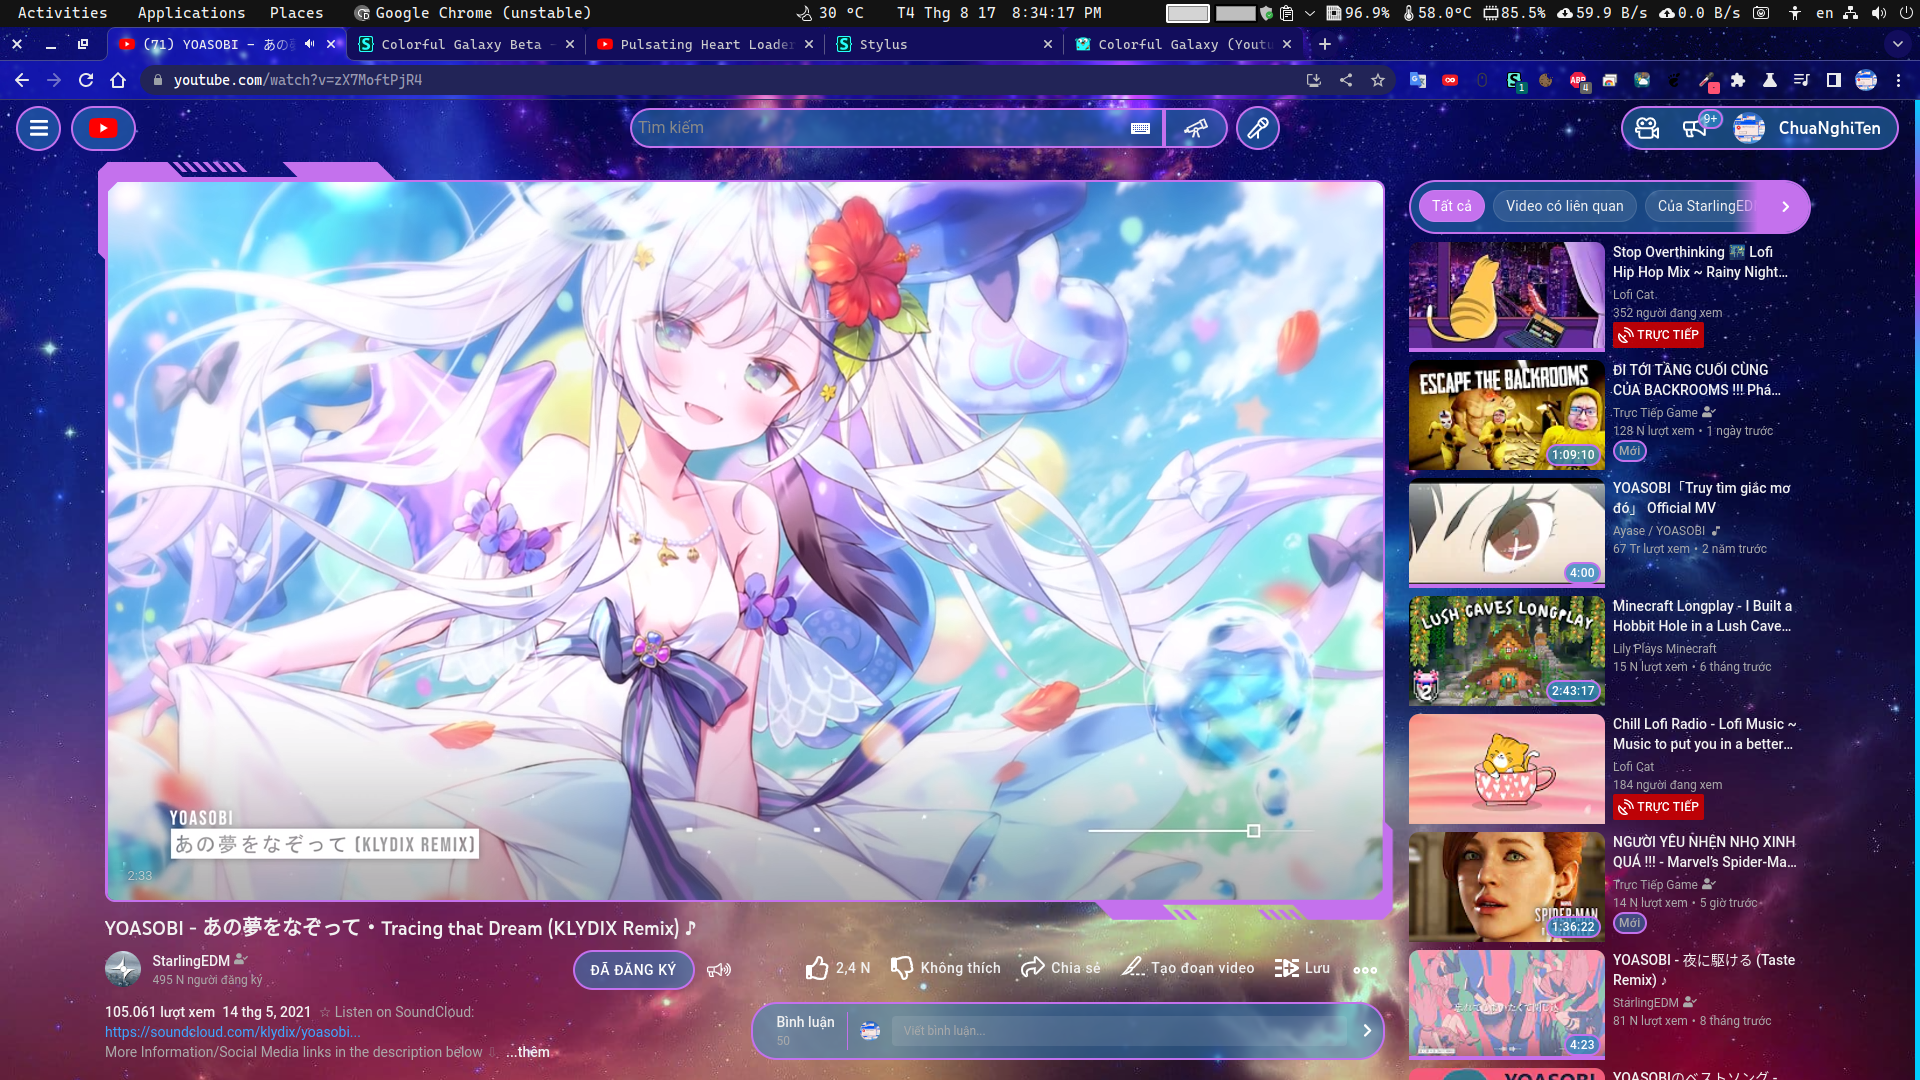 Activities Applications Places Google Chrome (unstable) 30 °C T4 Thg 8 17 8:34:17 PM 96.9% 58.0°C 85.5% 59.9 B/s 0.0 B/s en
(71) YOASOBI - あの Colorful Galaxy Beta - Pulsating Heart Loader Stylus Colorful Galaxy (Youtu
youtube.com/watch?v=zX7MoftPjR4
1
4
Tìm kiếm
9+
ChuaNghiTen
Tất cả Video có liên quan Của StarlingEDM
YOASOBI
あの夢をなぞって (KLYDIX REMIX)
2:33
YOASOBI - あの夢をなぞって・Tracing that Dream (KLYDIX Remix) ♪
StarlingEDM
495 N người đăng ký
ĐÃ ĐĂNG KÝ
2,4 N Không thích Chia sẻ Tạo đoạn video Lưu
105.061 lượt xem 14 thg 5, 2021 ☆ Listen on SoundCloud:
https://soundcloud.com/klydix/yoasobi...
More Information/Social Media links in the description below ...thêm
Bình luận
50
Viết bình luận...
Stop Overthinking 🌃 Lofi
Hip Hop Mix ~ Rainy Night...
Lofi Cat
352 người đang xem
TRỰC TIẾP
ESCAPE THE BACKROOMS
1:09:10
ĐI TỚI TẦNG CUỐI CÙNG
CỦA BACKROOMS !!! Phá...
Trực Tiếp Game
128 N lượt xem • 1 ngày trước
Mới
4:00
YOASOBI「Truy tìm giấc mơ
đó」 Official MV
Ayase / YOASOBI
67 Tr lượt xem • 2 năm trước
LUSH CAVES LONGPLAY
2
2:43:17
Minecraft Longplay - I Built a
Hobbit Hole in a Lush Cave...
Lily Plays Minecraft
15 N lượt xem • 6 tháng trước
Chill Lofi Radio - Lofi Music ~
Music to put you in a better...
Lofi Cat
184 người đang xem
TRỰC TIẾP
MARVEL
SPIDER-MAN
1:36:22
NGƯỜI YÊU NHỆN NHỌ XINH
QUÁ !!! - Marvel's Spider-Ma...
Trực Tiếp Game
14 N lượt xem • 5 giờ trước
Mới
4:23
YOASOBI - 夜に駆ける (Taste
Remix) ♪
StarlingEDM
81 N lượt xem • 8 tháng trước
YOASOBI
YOASOBIのベストソング -